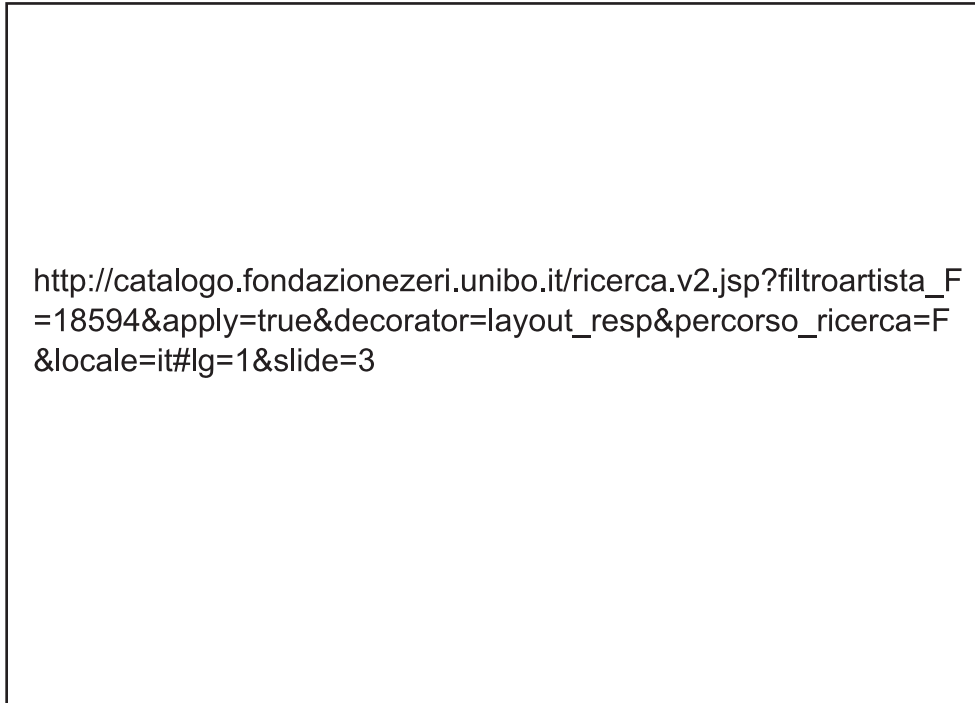 http://catalogo.fondazionezeri.unibo.it/ricerca.v2.jsp?filtroartista_F
=18594&apply=true&decorator=layout_resp&percorso_ricerca=F
&locale=it#lg=1&slide=3